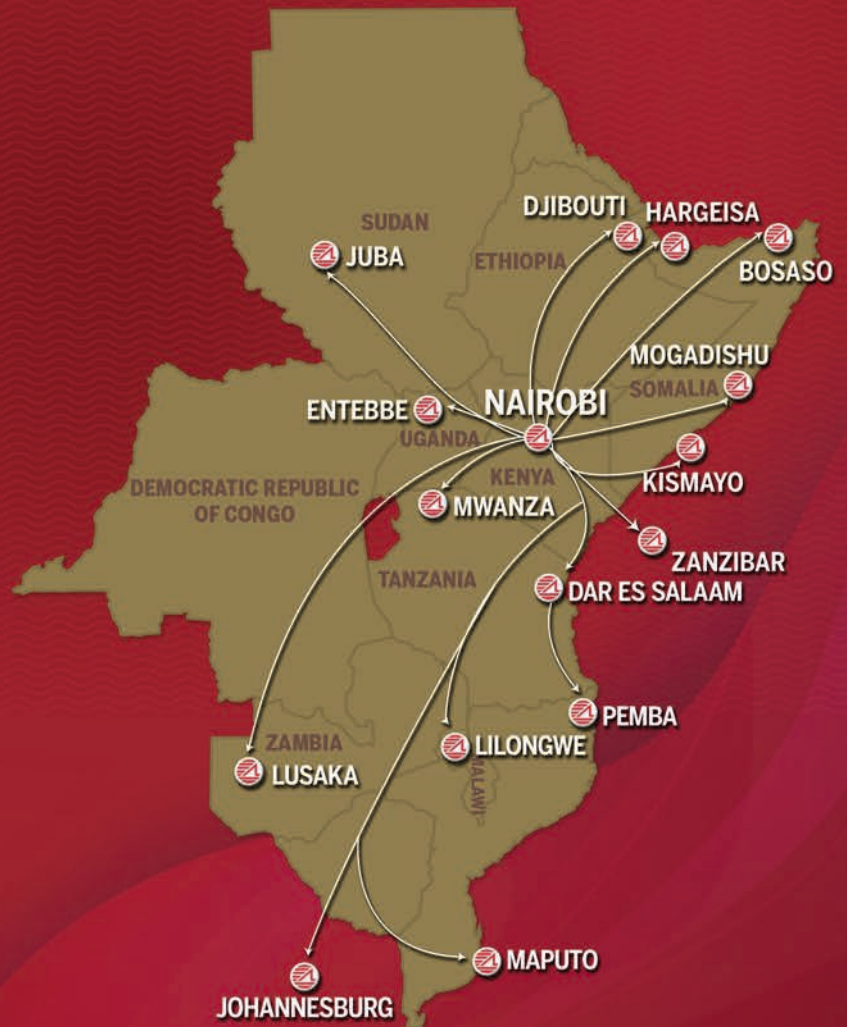 SUDAN
DJIBOUTI
HARGEISA
JUBA
ETHIOPIA
BOSASO
MOGADISHU
SOMALIA
ENTEBBE
NAIROBI
UGANDA
KENYA
KISMAYO
DEMOCRATIC REPUBLIC
OF CONGO
MWANZA
ZANZIBAR
TANZANIA
DAR ES SALAAM
PEMBA
ZAMBIA
LILONGWE
LUSAKA
MALAWI
MAPUTO
JOHANNESBURG